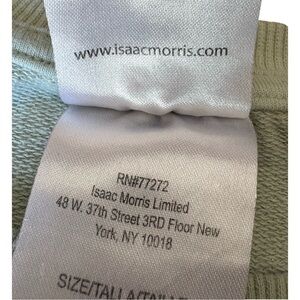 www.isaacmorris.com
RN#77272
Isaac Morris Limited
48 W. 37th Street 3RD Floor New
York, NY 10018
SIZE/TALLA/TAILLE